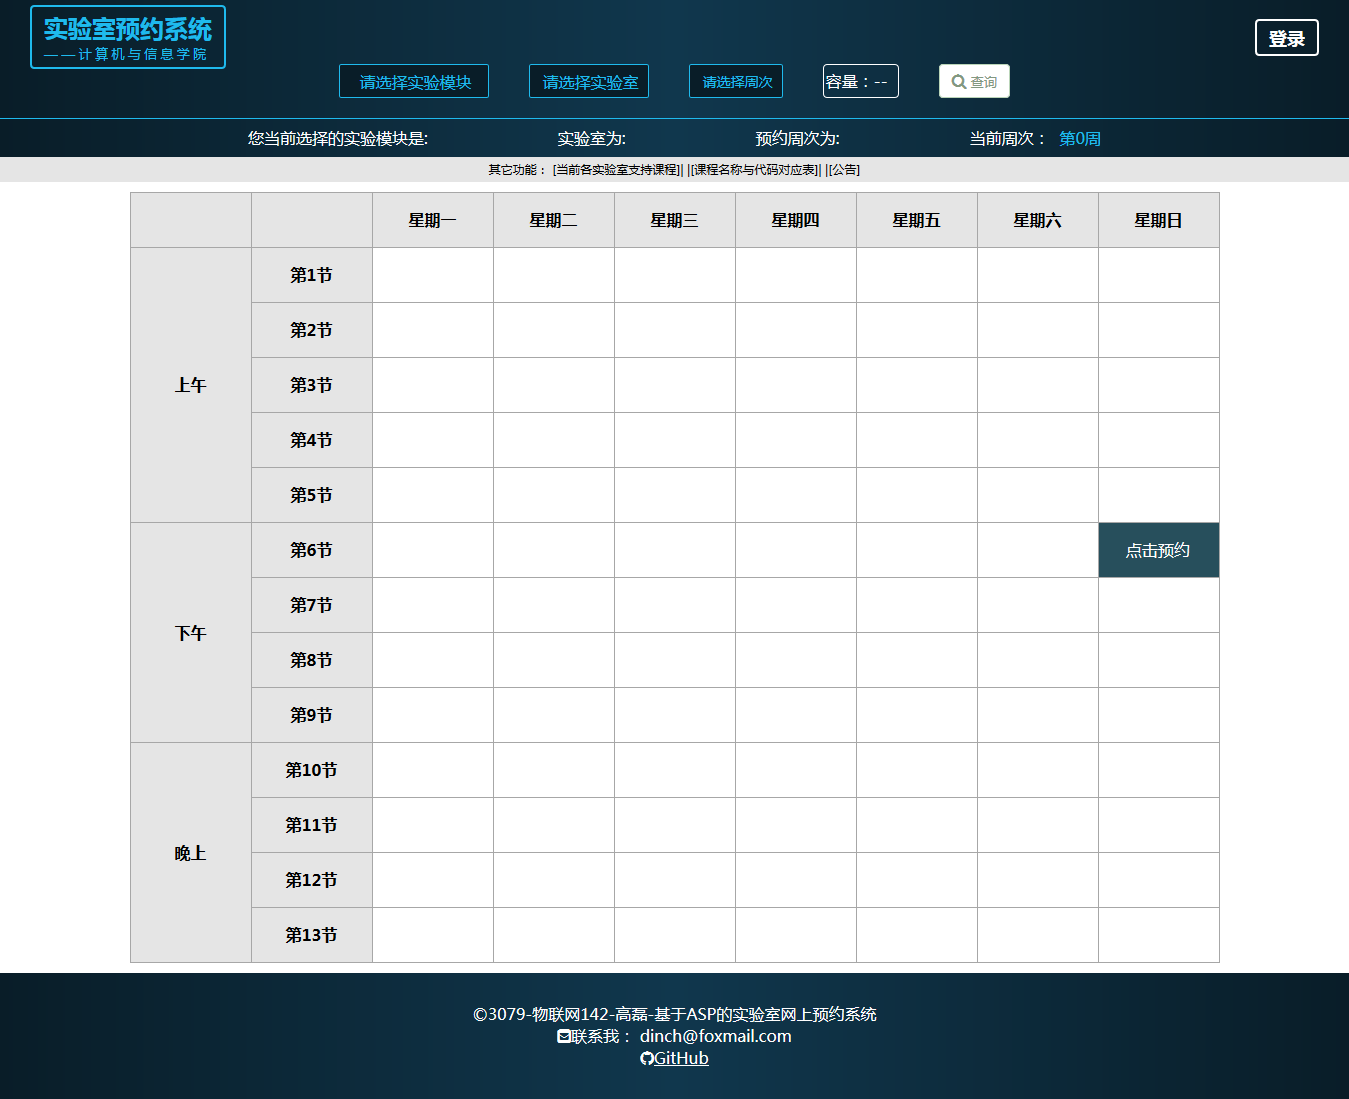 实验室预约系统
——计算机与信息学院
登录
请选择实验模块 请选择实验室 请选择周次 容量：-- 查询
您当前选择的实验模块是: 实验室为: 预约周次为: 当前周次： 第0周
其它功能： [当前各实验室支持课程]| |[课程名称与代码对应表]| |[公告]
星期一 星期二 星期三 星期四 星期五 星期六 星期日
上午
第1节
第2节
第3节
第4节
第5节
下午
第6节 点击预约
第7节
第8节
第9节
晚上
第10节
第11节
第12节
第13节
©3079-物联网142-高磊-基于ASP的实验室网上预约系统
联系我： dinch@foxmail.com
GitHub